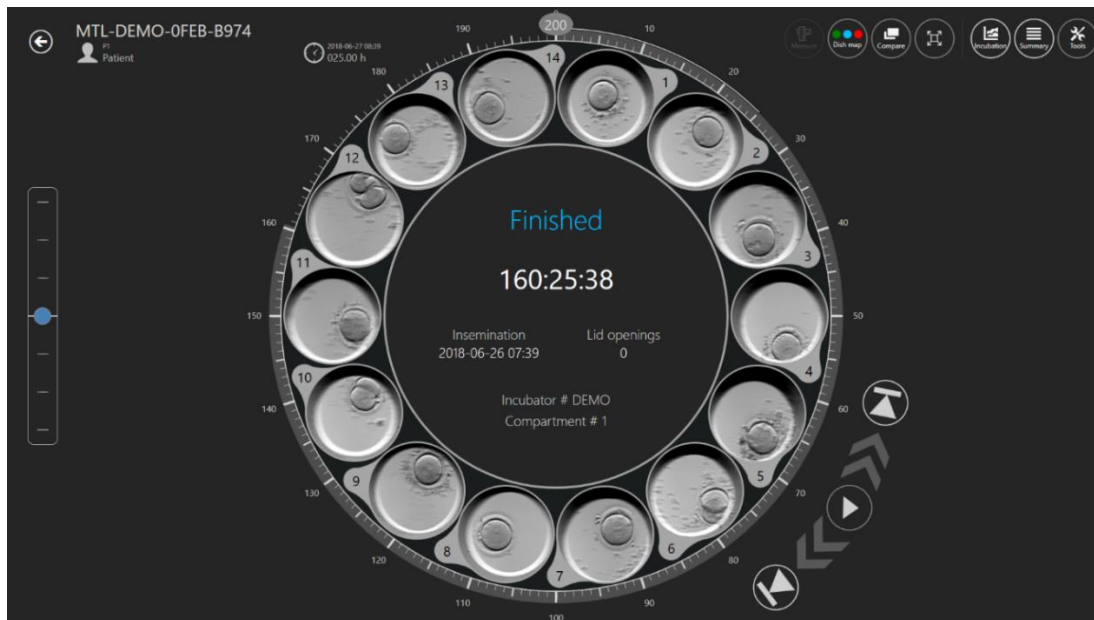 MTL-DEMO-0FEB-B974
P1
Patient
2018-06-27 08:39
025.00 h
Measure
Dish map
Compare
Incubation
Summary
Tools
200
10
20
30
40
50
60
70
80
90
100
110
120
130
140
150
160
170
180
190
1
2
3
4
5
6
7
8
9
10
11
12
13
14
Finished
160:25:38
Insemination
Lid openings
2018-06-26 07:39
0
Incubator # DEMO
Compartment # 1